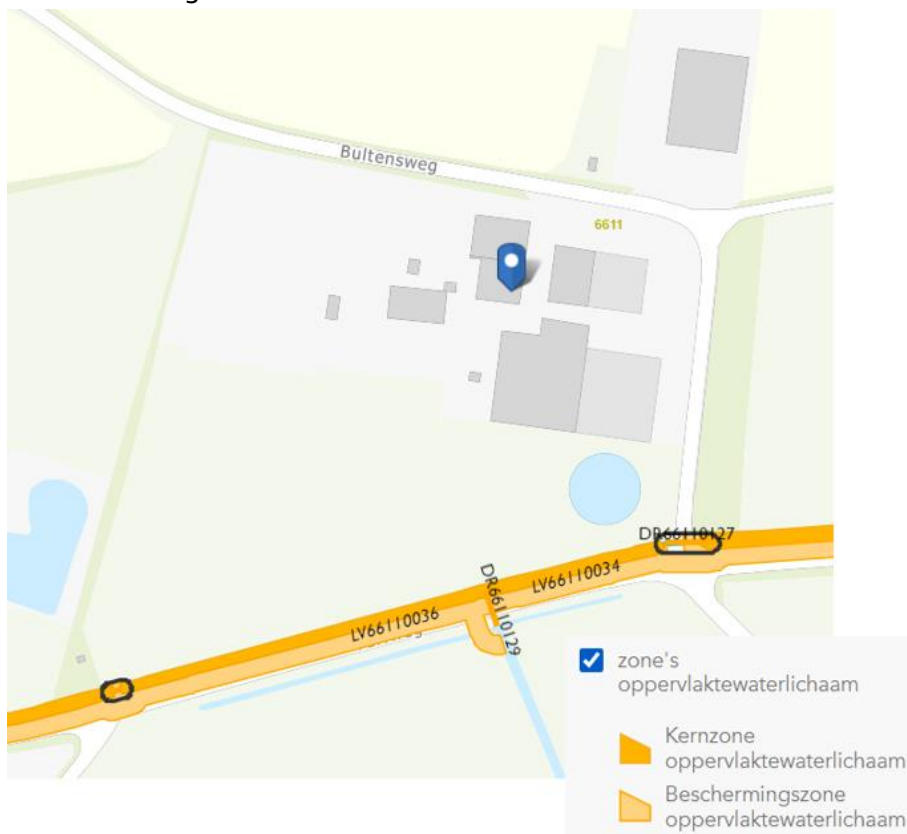 Bultensweg
6611
DR66110127
LV66110034
DR66110129
LV66110036
zone's
oppervlaktewaterlichaam
Kernzone
oppervlaktewaterlichaam
Beschermingszone
oppervlaktewaterlichaam